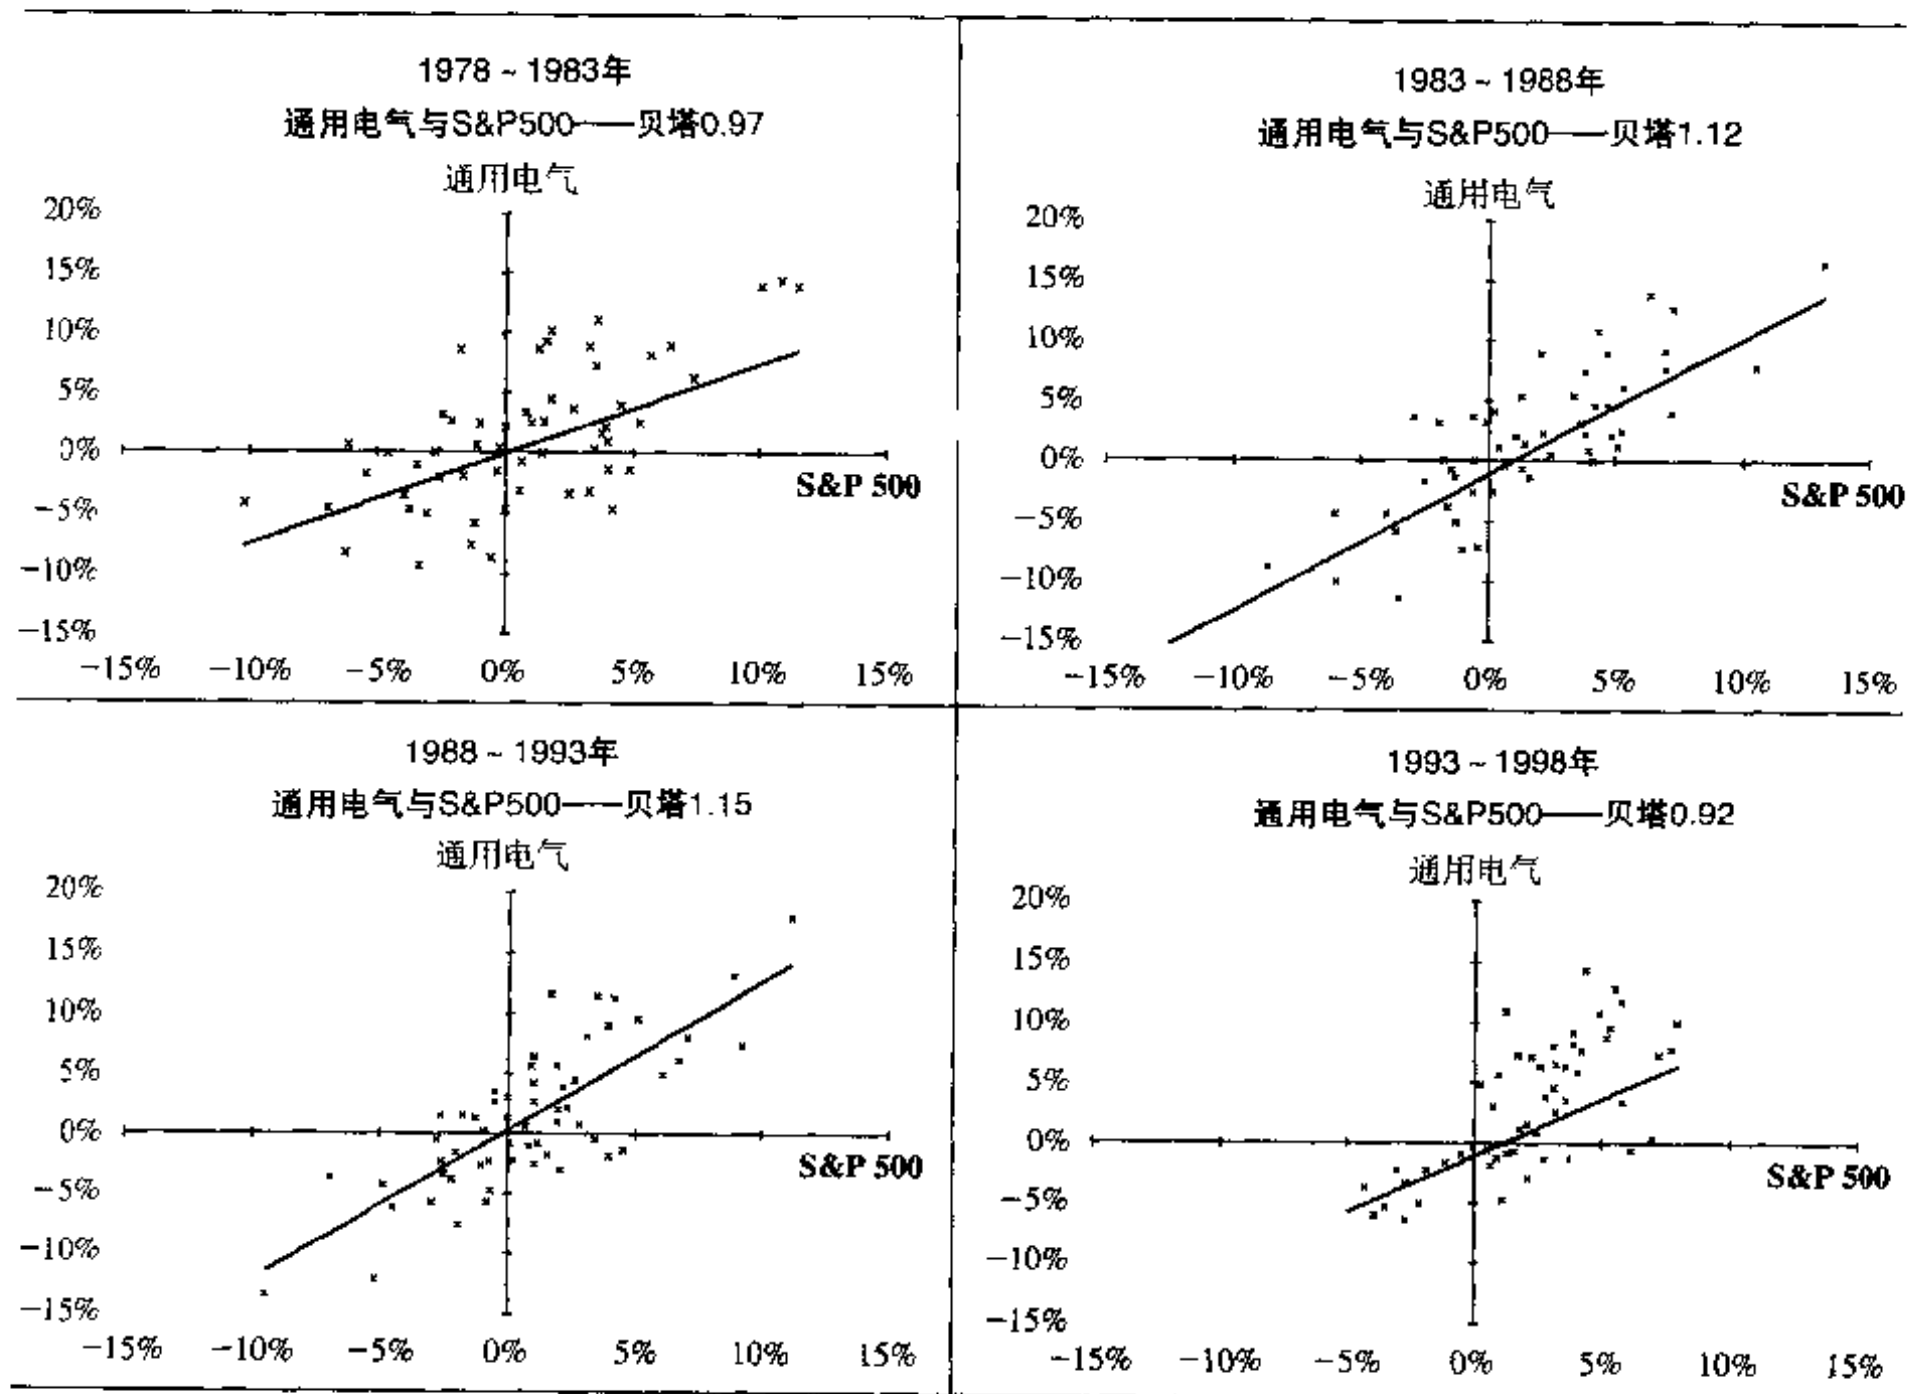 1978~1983年
通用电气与S&P500——贝塔0.97
通用电气
20%
15%
10%
5%
0%
−5%
−10%
−15%
S&P 500
−15% −10% −5% 0% 5% 10% 15%
1983~1988年
通用电气与S&P500——贝塔1.12
通用电气
20%
15%
10%
5%
0%
−5%
−10%
−15%
S&P 500
−15% −10% −5% 0% 5% 10% 15%
1988~1993年
通用电气与S&P500——贝塔1.15
通用电气
20%
15%
10%
5%
0%
−5%
−10%
−15%
S&P 500
−15% −10% −5% 0% 5% 10% 15%
1993~1998年
通用电气与S&P500——贝塔0.92
通用电气
20%
15%
10%
5%
0%
−5%
−10%
−15%
S&P 500
−15% −10% −5% 0% 5% 10% 15%